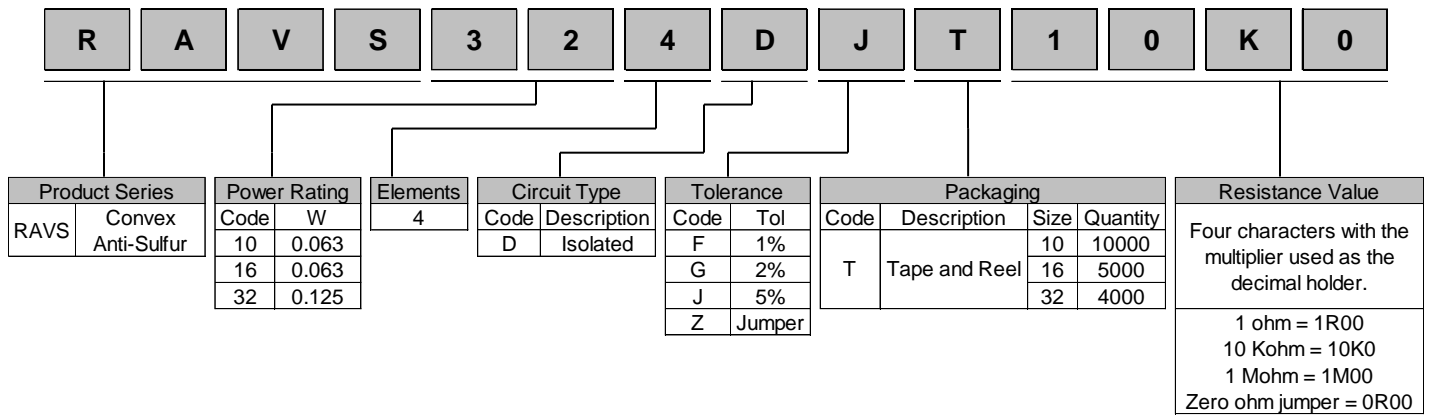 R A V S 3 2 4 D J T 1 0 K 0
Product Series
RAVS Convex Anti-Sulfur
Power Rating
Code W
10 0.063
16 0.063
32 0.125
Elements
4
Circuit Type
Code Description
D Isolated
Tolerance
Code Tol
F 1%
G 2%
J 5%
Z Jumper
Packaging
Code Description Size Quantity
T Tape and Reel
10 10000
16 5000
32 4000
Resistance Value
Four characters with the
multiplier used as the
decimal holder.
1 ohm = 1R00
10 Kohm = 10K0
1 Mohm = 1M00
Zero ohm jumper = 0R00